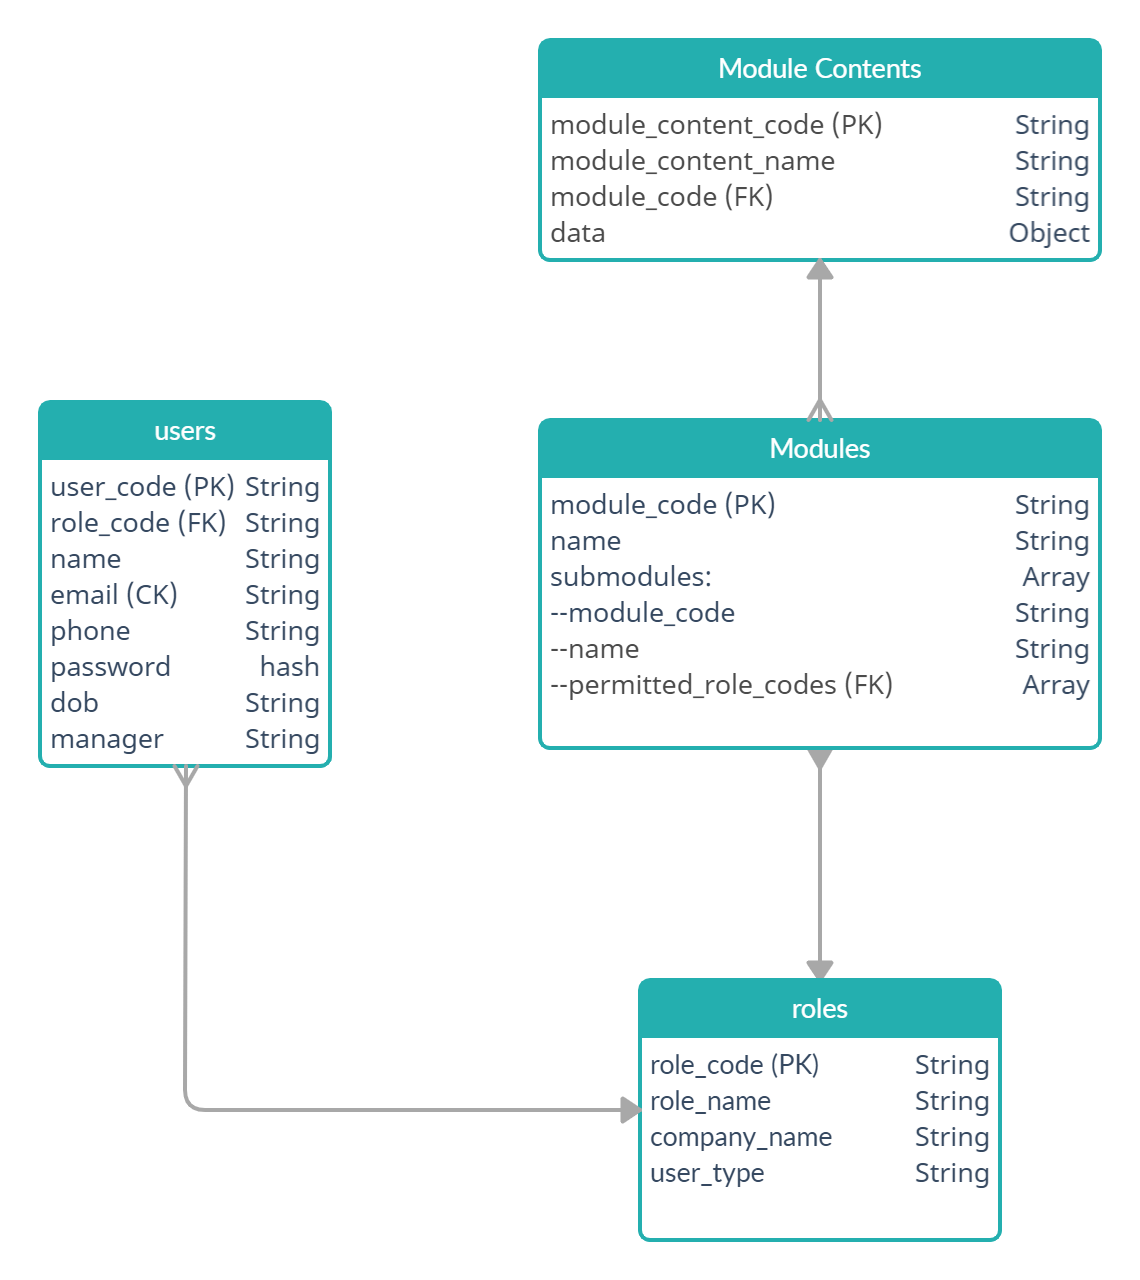 Module Contents
module_content_code (PK) String
module_content_name String
module_code (FK) String
data Object
users
user_code (PK) String
role_code (FK) String
name String
email (CK) String
phone String
password hash
dob String
manager String
Modules
module_code (PK) String
name String
submodules: Array
--module_code String
--name String
--permitted_role_codes (FK) Array
roles
role_code (PK) String
role_name String
company_name String
user_type String